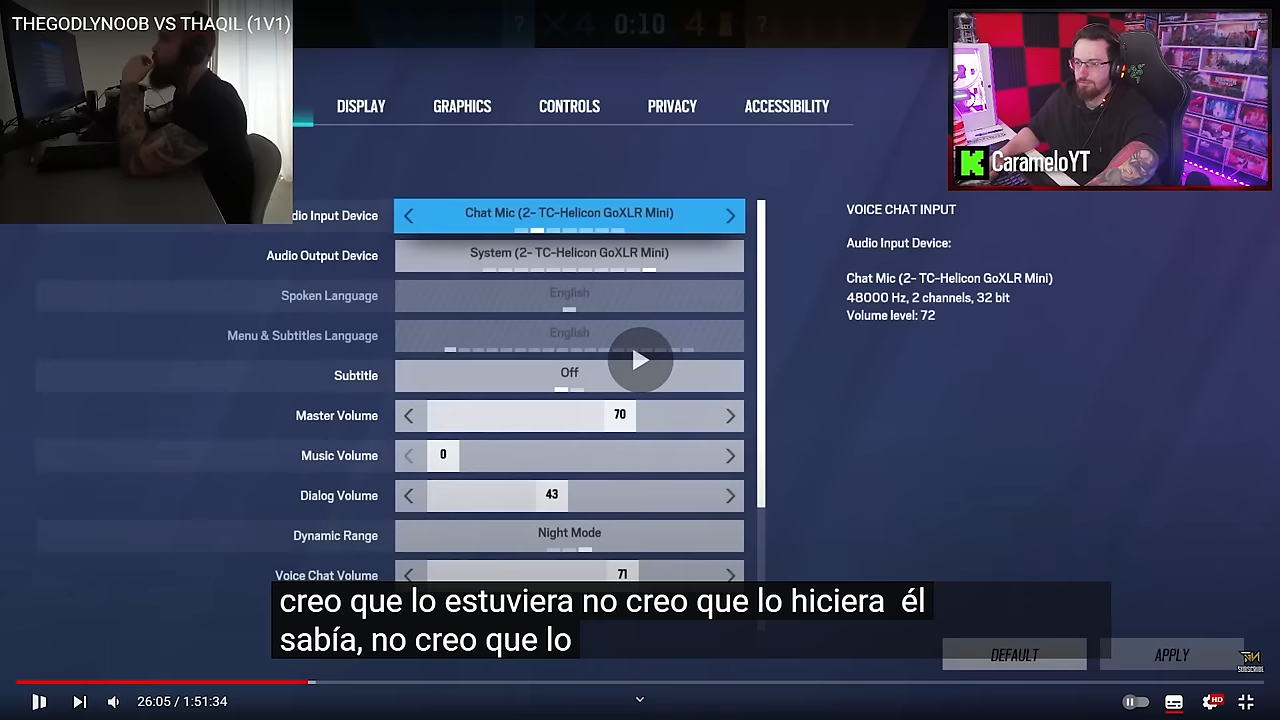 THEGODLYNOOB VS THAQIL (1V1)
? 4 0:10 4 ?
DISPLAY GRAPHICS CONTROLS PRIVACY ACCESSIBILITY
K CarameloYT
dio Input Device Chat Mic (2- TC-Helicon GoXLR Mini)
Audio Output Device System (2- TC-Helicon GoXLR Mini)
Spoken Language English
Menu & Subtitles Language English
Subtitle Off
Master Volume 70
Music Volume 0
Dialog Volume 43
Dynamic Range Night Mode
Voice Chat Volume 71
VOICE CHAT INPUT
Audio Input Device:
Chat Mic (2- TC-Helicon GoXLR Mini)
48000 Hz, 2 channels, 32 bit
Volume level: 72
creo que lo estuviera no creo que lo hiciera él
sabía, no creo que lo
DEFAULT APPLY
SUBSCRIBE
26:05 / 1:51:34
HD